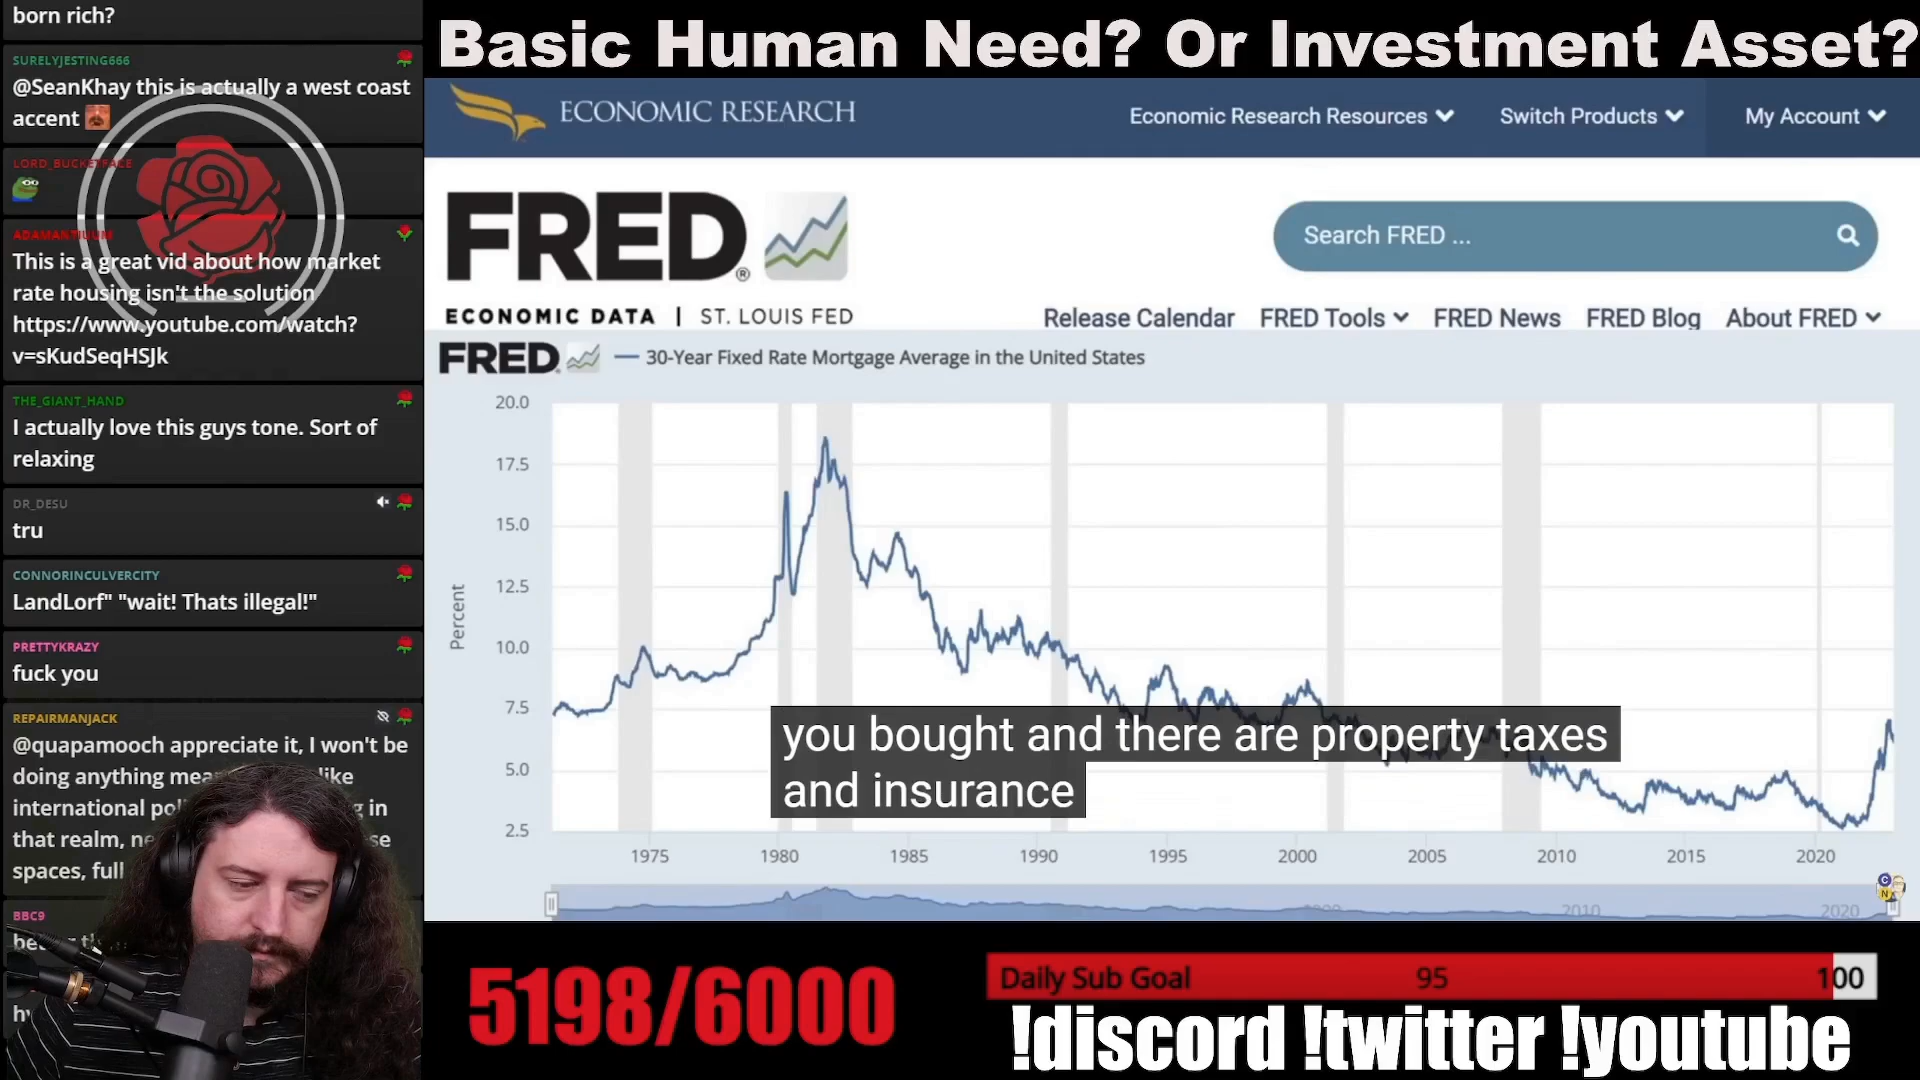 born rich?
SURELYJESTING666
@SeanKhay this is actually a west coast
accent
LORD_BUCKETFACE
ADAMANTIUUM
This is a great vid about how market
rate housing isn't the solution
https://www.youtube.com/watch?
v=sKudSeqHSJk
THE_GIANT_HAND
I actually love this guys tone. Sort of
relaxing
DR_DESU
tru
CONNORINCULVERCITY
LandLorf" "wait! Thats illegal!"
PRETTYKRAZY
fuck you
REPAIRMANJACK
@quapamooch appreciate it, I won't be
doing anything like
international in
that realm,
spaces, full
BBC9
Basic Human Need? Or Investment Asset?
ECONOMIC RESEARCH
Economic Research Resources
Switch Products
My Account
FRED®
Search FRED ...
ECONOMIC DATA | ST. LOUIS FED
Release Calendar FRED Tools FRED News FRED Blog About FRED
FRED
30-Year Fixed Rate Mortgage Average in the United States
20.0
17.5
15.0
12.5
10.0
7.5
5.0
2.5
Percent
you bought and there are property taxes
and insurance
1975 1980 1985 1990 1995 2000 2005 2010 2015 2020
2000 2010 2020
5198/6000
Daily Sub Goal 95 100
!discord !twitter !youtube